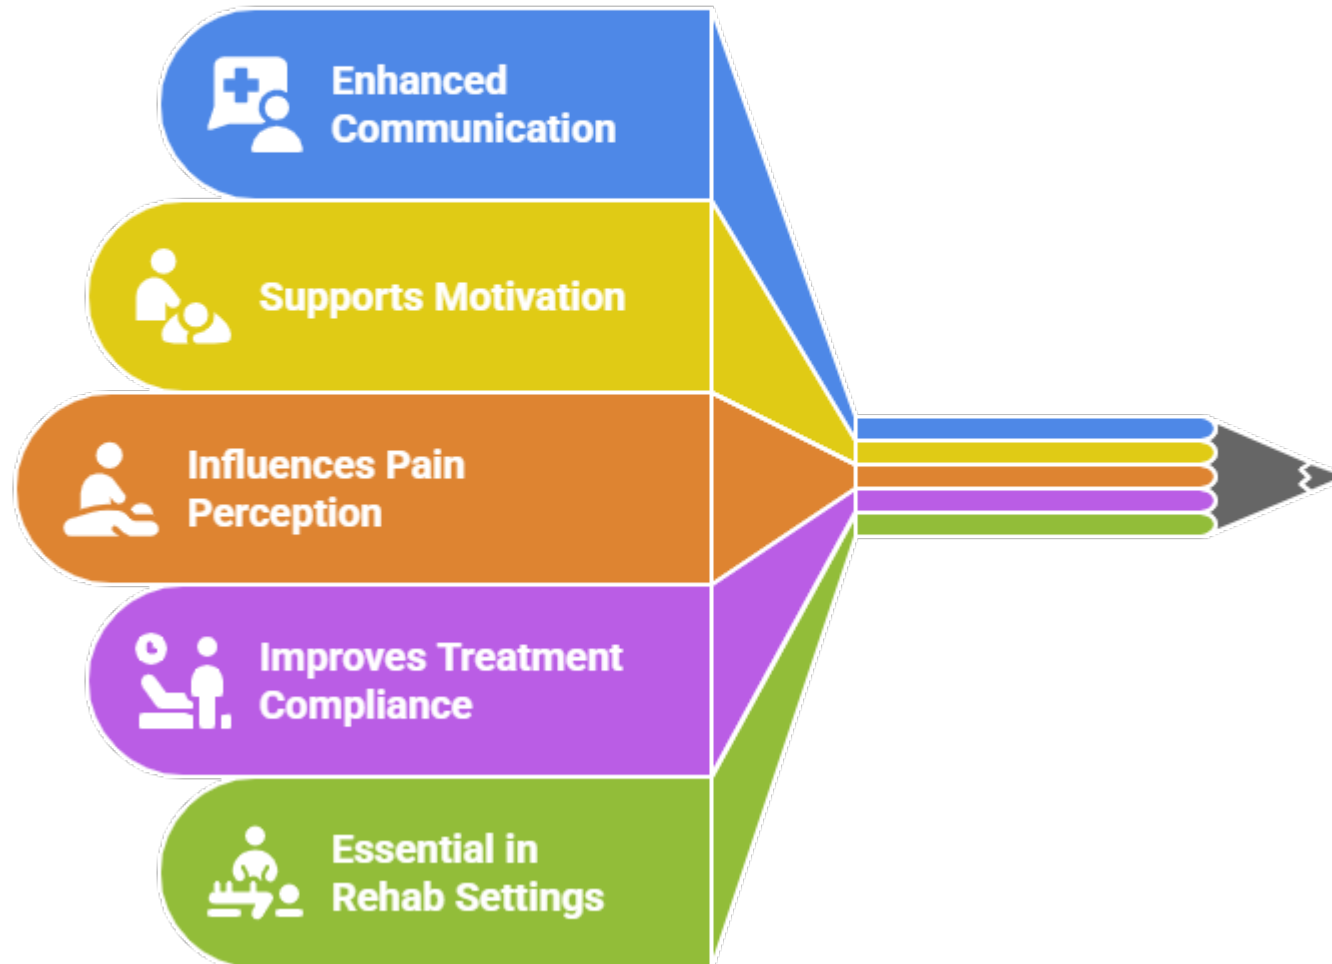 Enhanced
Communication
Supports Motivation
Influences Pain
Perception
Improves Treatment
Compliance
Essential in
Rehab Settings